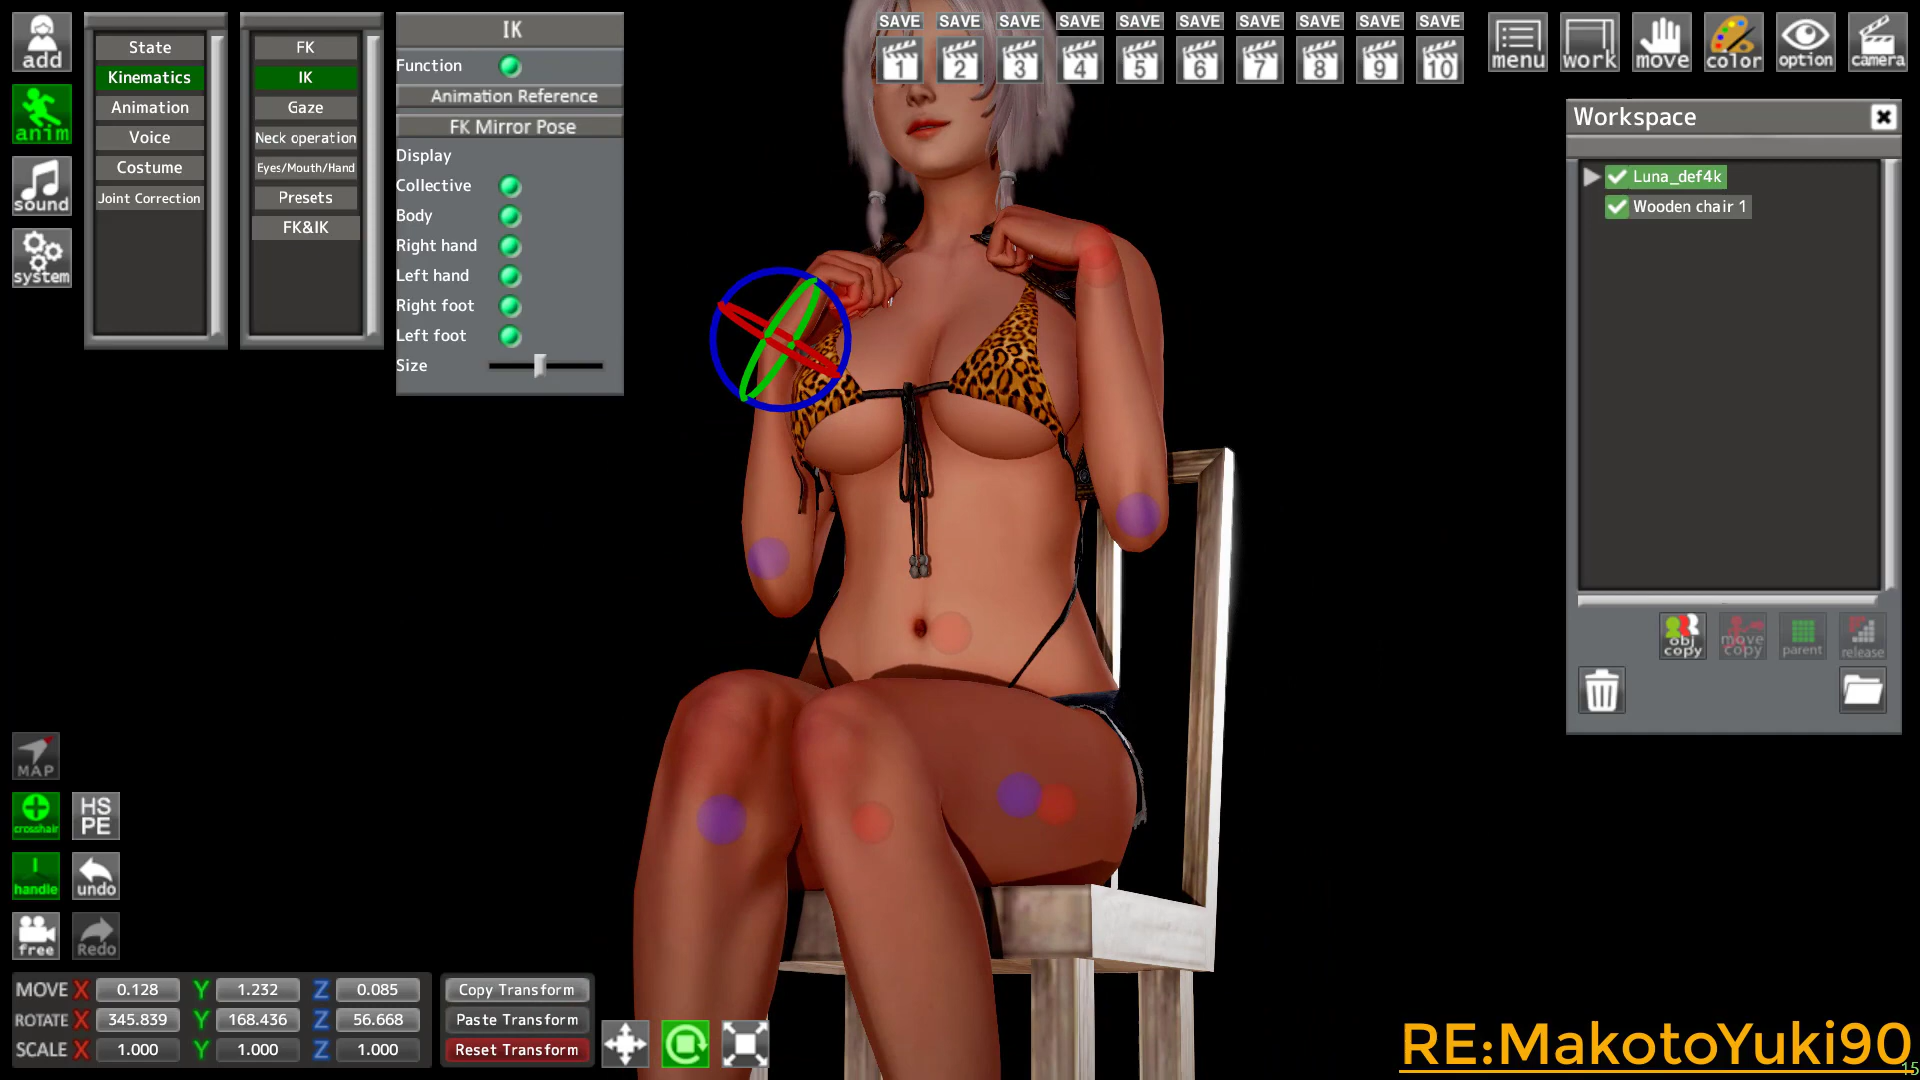 add
anim
sound
system
State
Kinematics
Animation
Voice
Costume
Joint Correction
FK
IK
Gaze
Neck operation
Eyes/Mouth/Hand
Presets
FK&IK
IK
Function
Animation Reference
FK Mirror Pose
Display
Collective
Body
Right hand
Left hand
Right foot
Left foot
Size
SAVE SAVE SAVE SAVE SAVE SAVE SAVE SAVE SAVE SAVE
1 2 3 4 5 6 7 8 9 10
menu work move color option camera
Workspace
Luna_def4k
Wooden chair 1
obj copy
move copy
parent
release
MAP
crosshair
HS PE
handle
undo
free
Redo
MOVE X 0.128 Y 1.232 Z 0.085
ROTATE X 345.839 Y 168.436 Z 56.668
SCALE X 1.000 Y 1.000 Z 1.000
Copy Transform
Paste Transform
Reset Transform
RE:MakotoYuki90
15